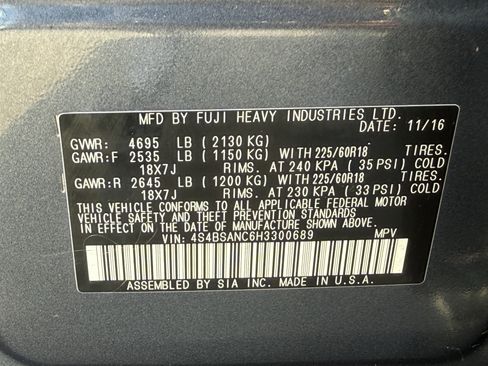 MFD BY FUJI HEAVY INDUSTRIES LTD.
DATE: 11/16
GVWR: 4695 LB ( 2130 KG)
GAWR:F 2535 LB ( 1150 KG) WITH 225/60R18 TIRES.
18X7J RIMS. AT 240 KPA ( 35 PSI) COLD
GAWR:R 2645 LB ( 1200 KG) WITH 225/60R18 TIRES.
18X7J RIMS. AT 230 KPA ( 33 PSI) COLD
THIS VEHICLE CONFORMS TO ALL APPLICABLE FEDERAL MOTOR
VEHICLE SAFETY AND THEFT PREVENTION STANDARDS IN EFFECT
ON THE DATE OF MANUFACTURE SHOWN ABOVE.
VIN: 4S4BSANC6H3300689 MPV
ASSEMBLED BY SIA INC. MADE IN U.S.A.